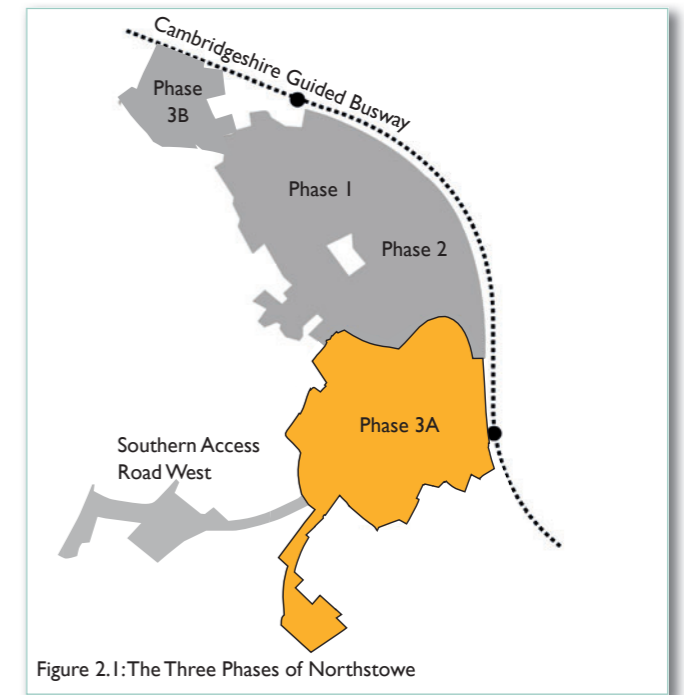 Cambridgeshire Guided Busway
Phase
3B
Phase 1
Phase 2
Phase 3A
Southern Access
Road West
Figure 2.1: The Three Phases of Northstowe